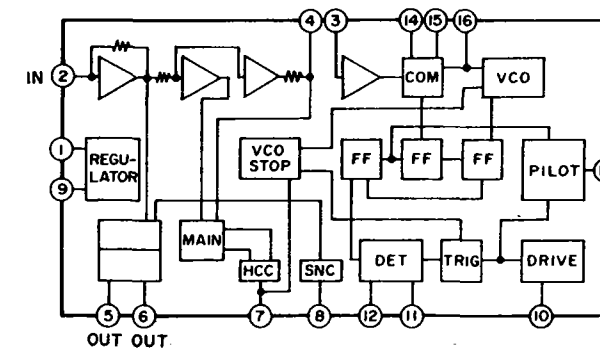 4 3 14 15 16
IN 2
COM
VCO
1
REGU-
LATOR
9
VCO
STOP
FF
FF
FF
PILOT
MAIN
HCC
SNC
DET
TRIG
DRIVE
5 6 7 8 12 11 10
OUT OUT